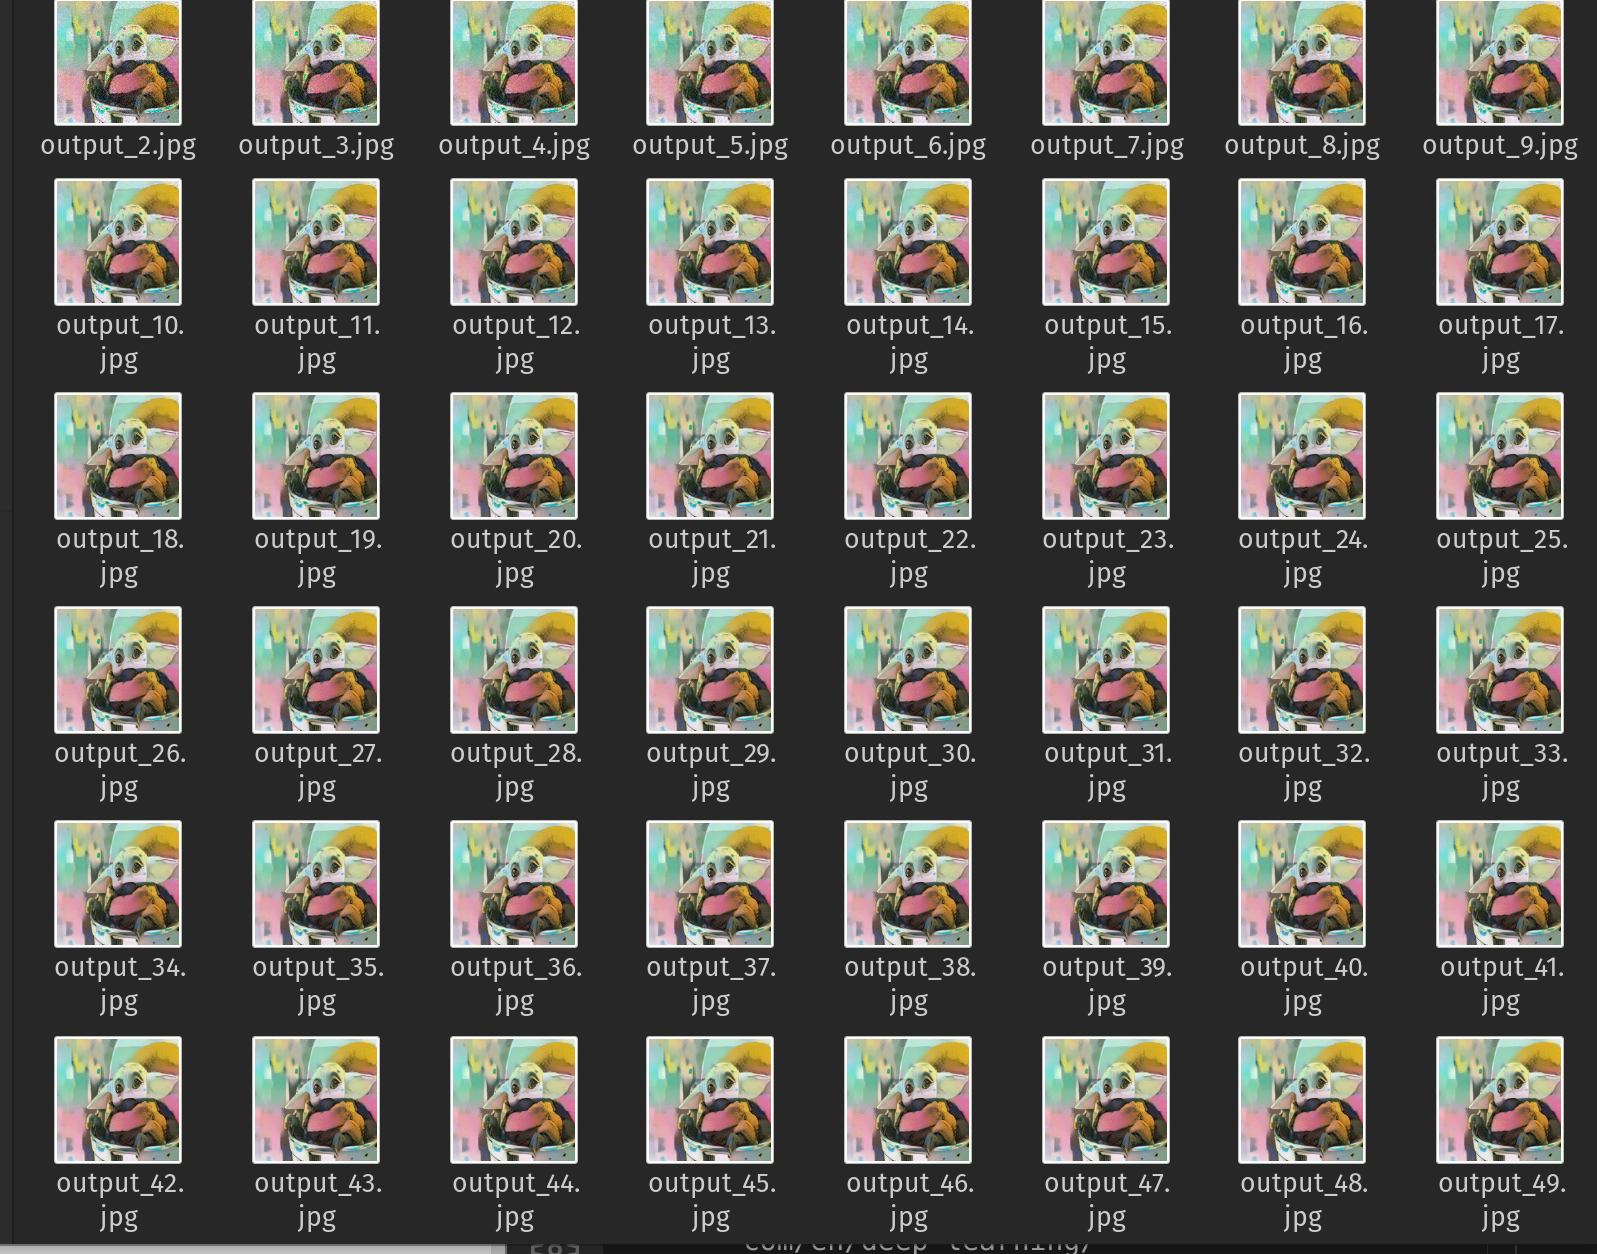 output_2.jpg output_3.jpg output_4.jpg output_5.jpg output_6.jpg output_7.jpg output_8.jpg output_9.jpg
output_10. output_11. output_12. output_13. output_14. output_15. output_16. output_17.
jpg jpg jpg jpg jpg jpg jpg jpg
output_18. output_19. output_20. output_21. output_22. output_23. output_24. output_25.
jpg jpg jpg jpg jpg jpg jpg jpg
output_26. output_27. output_28. output_29. output_30. output_31. output_32. output_33.
jpg jpg jpg jpg jpg jpg jpg jpg
output_34. output_35. output_36. output_37. output_38. output_39. output_40. output_41.
jpg jpg jpg jpg jpg jpg jpg jpg
output_42. output_43. output_44. output_45. output_46. output_47. output_48. output_49.
jpg jpg jpg jpg jpg jpg jpg jpg
com/en/deep-learning/